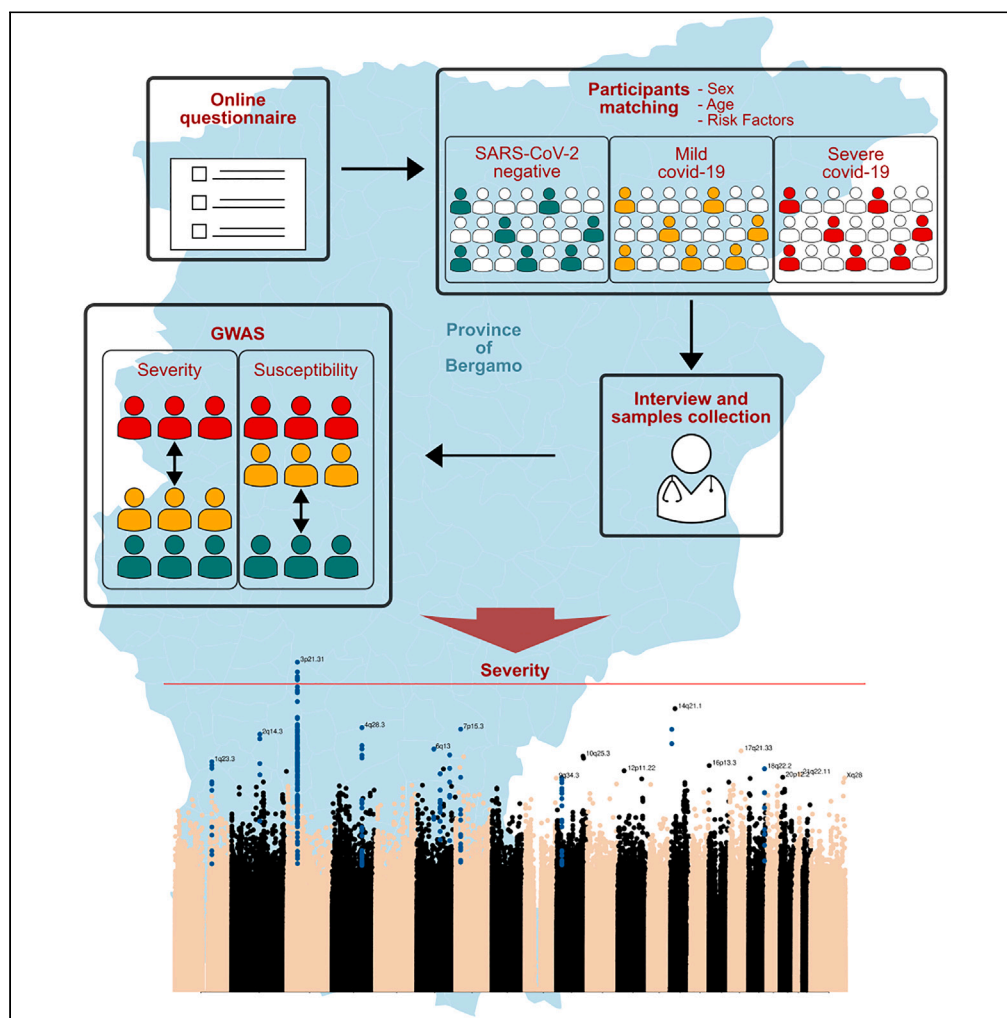 Online
questionnaire
Participants
matching
- Sex
- Age
- Risk Factors
SARS-CoV-2
negative
Mild
covid-19
Severe
covid-19
GWAS
Severity
Susceptibility
Province
of
Bergamo
Interview and
samples collection
Severity
3p21.31
14q21.1
4q28.3
7p15.3
2q14.3
6q13
17q21.33
1q23.3
10q25.3
16p13.3
12p11.22
18q22.2
9q34.3
20p12.2
21q22.11
Xq28